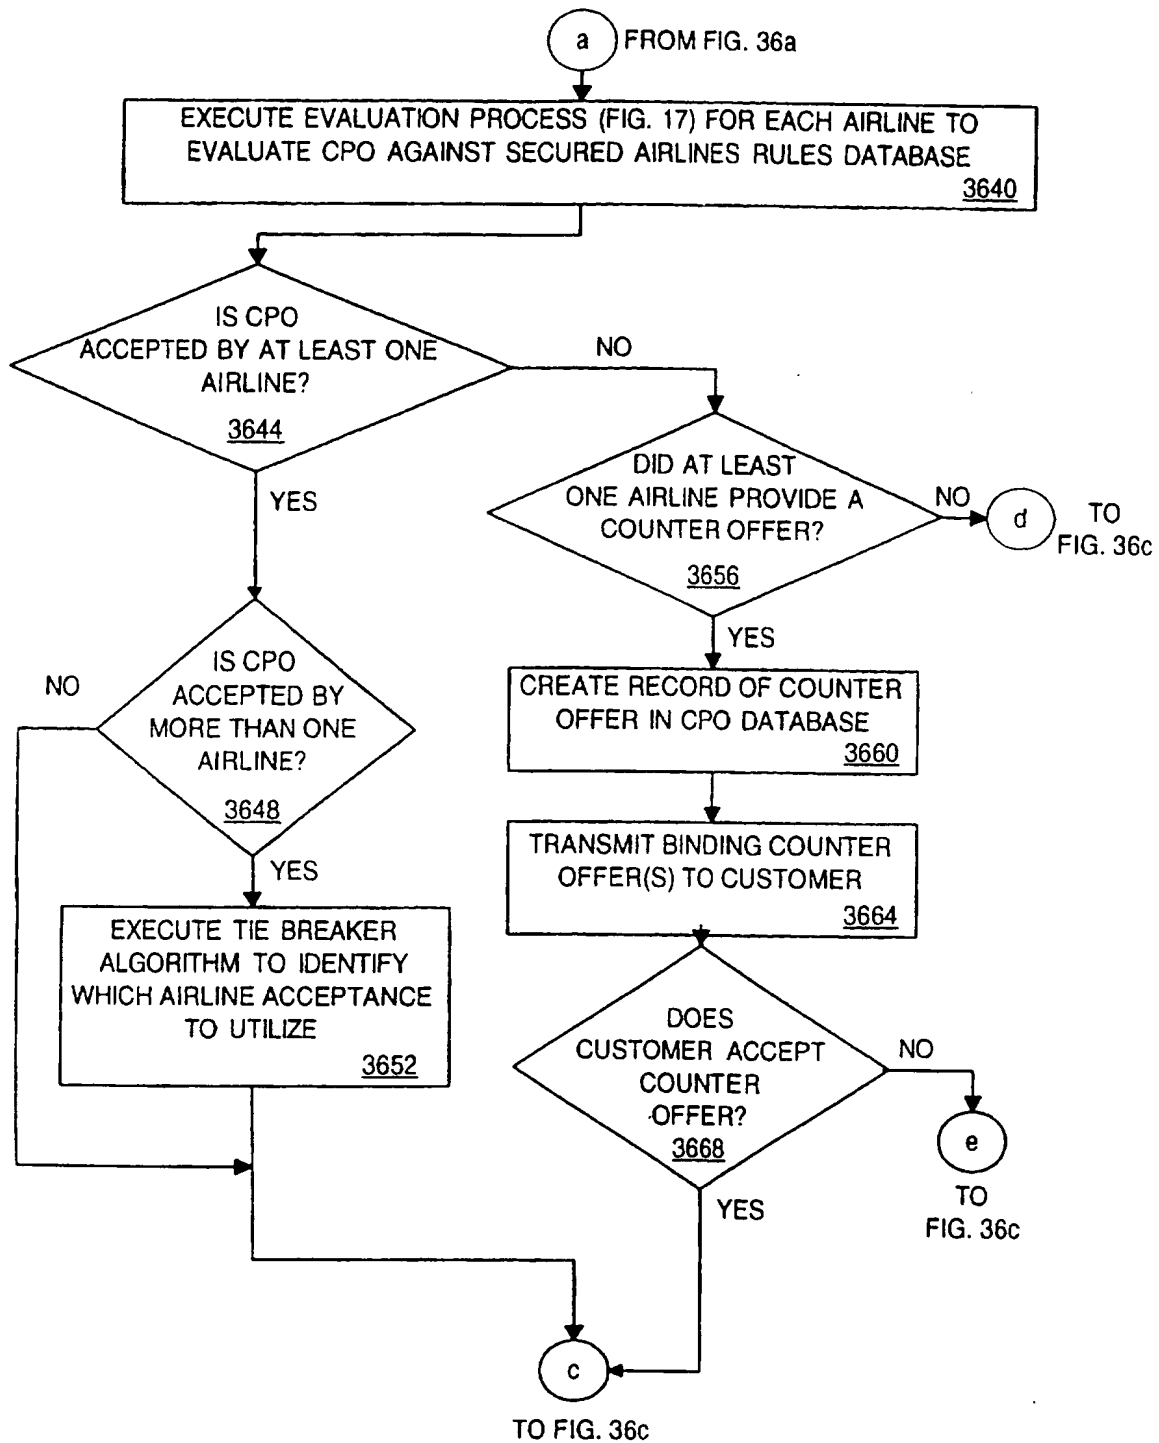 a FROM FIG. 36a
EXECUTE EVALUATION PROCESS (FIG. 17) FOR EACH AIRLINE TO
EVALUATE CPO AGAINST SECURED AIRLINES RULES DATABASE
3640
IS CPO
ACCEPTED BY AT LEAST ONE
AIRLINE?
3644
NO
YES
DID AT LEAST
ONE AIRLINE PROVIDE A
COUNTER OFFER?
3656
NO
d
TO
FIG. 36c
YES
IS CPO
ACCEPTED BY
MORE THAN ONE
AIRLINE?
3648
NO
YES
CREATE RECORD OF COUNTER
OFFER IN CPO DATABASE
3660
TRANSMIT BINDING COUNTER
OFFER(S) TO CUSTOMER
3664
EXECUTE TIE BREAKER
ALGORITHM TO IDENTIFY
WHICH AIRLINE ACCEPTANCE
TO UTILIZE
3652
DOES
CUSTOMER ACCEPT
COUNTER
OFFER?
3668
NO
e
TO
FIG. 36c
YES
c
TO FIG. 36c